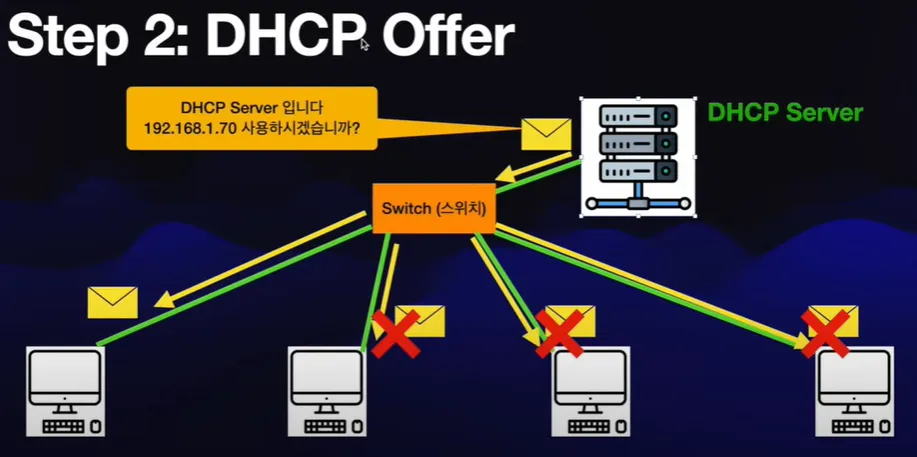 Step 2: DHCP Offer
DHCP Server 입니다
192.168.1.70 사용하시겠습니까?
DHCP Server
Switch (스위치)